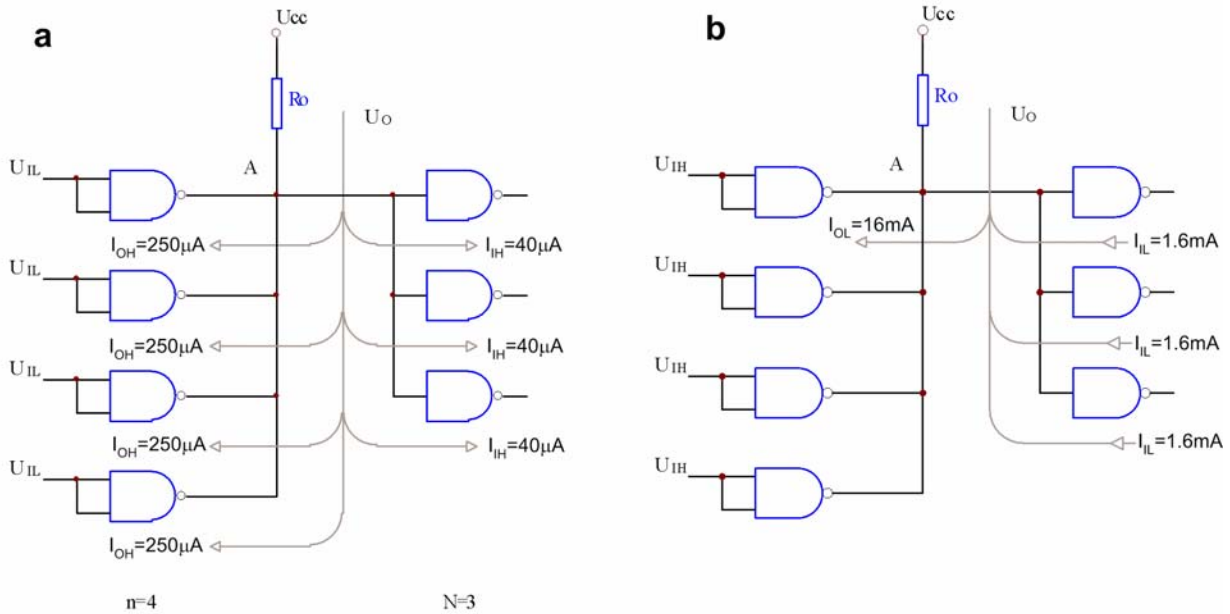 a
Ucc
Ro
UO
A
UIL
IOH=250μA
IIH=40μA
UIL
IOH=250μA
IIH=40μA
UIL
IOH=250μA
IIH=40μA
UIL
IOH=250μA
n=4
N=3
b
Ucc
Ro
UO
A
UIH
IOL=16mA
IIL=1.6mA
UIH
IIL=1.6mA
UIH
IIL=1.6mA
UIH